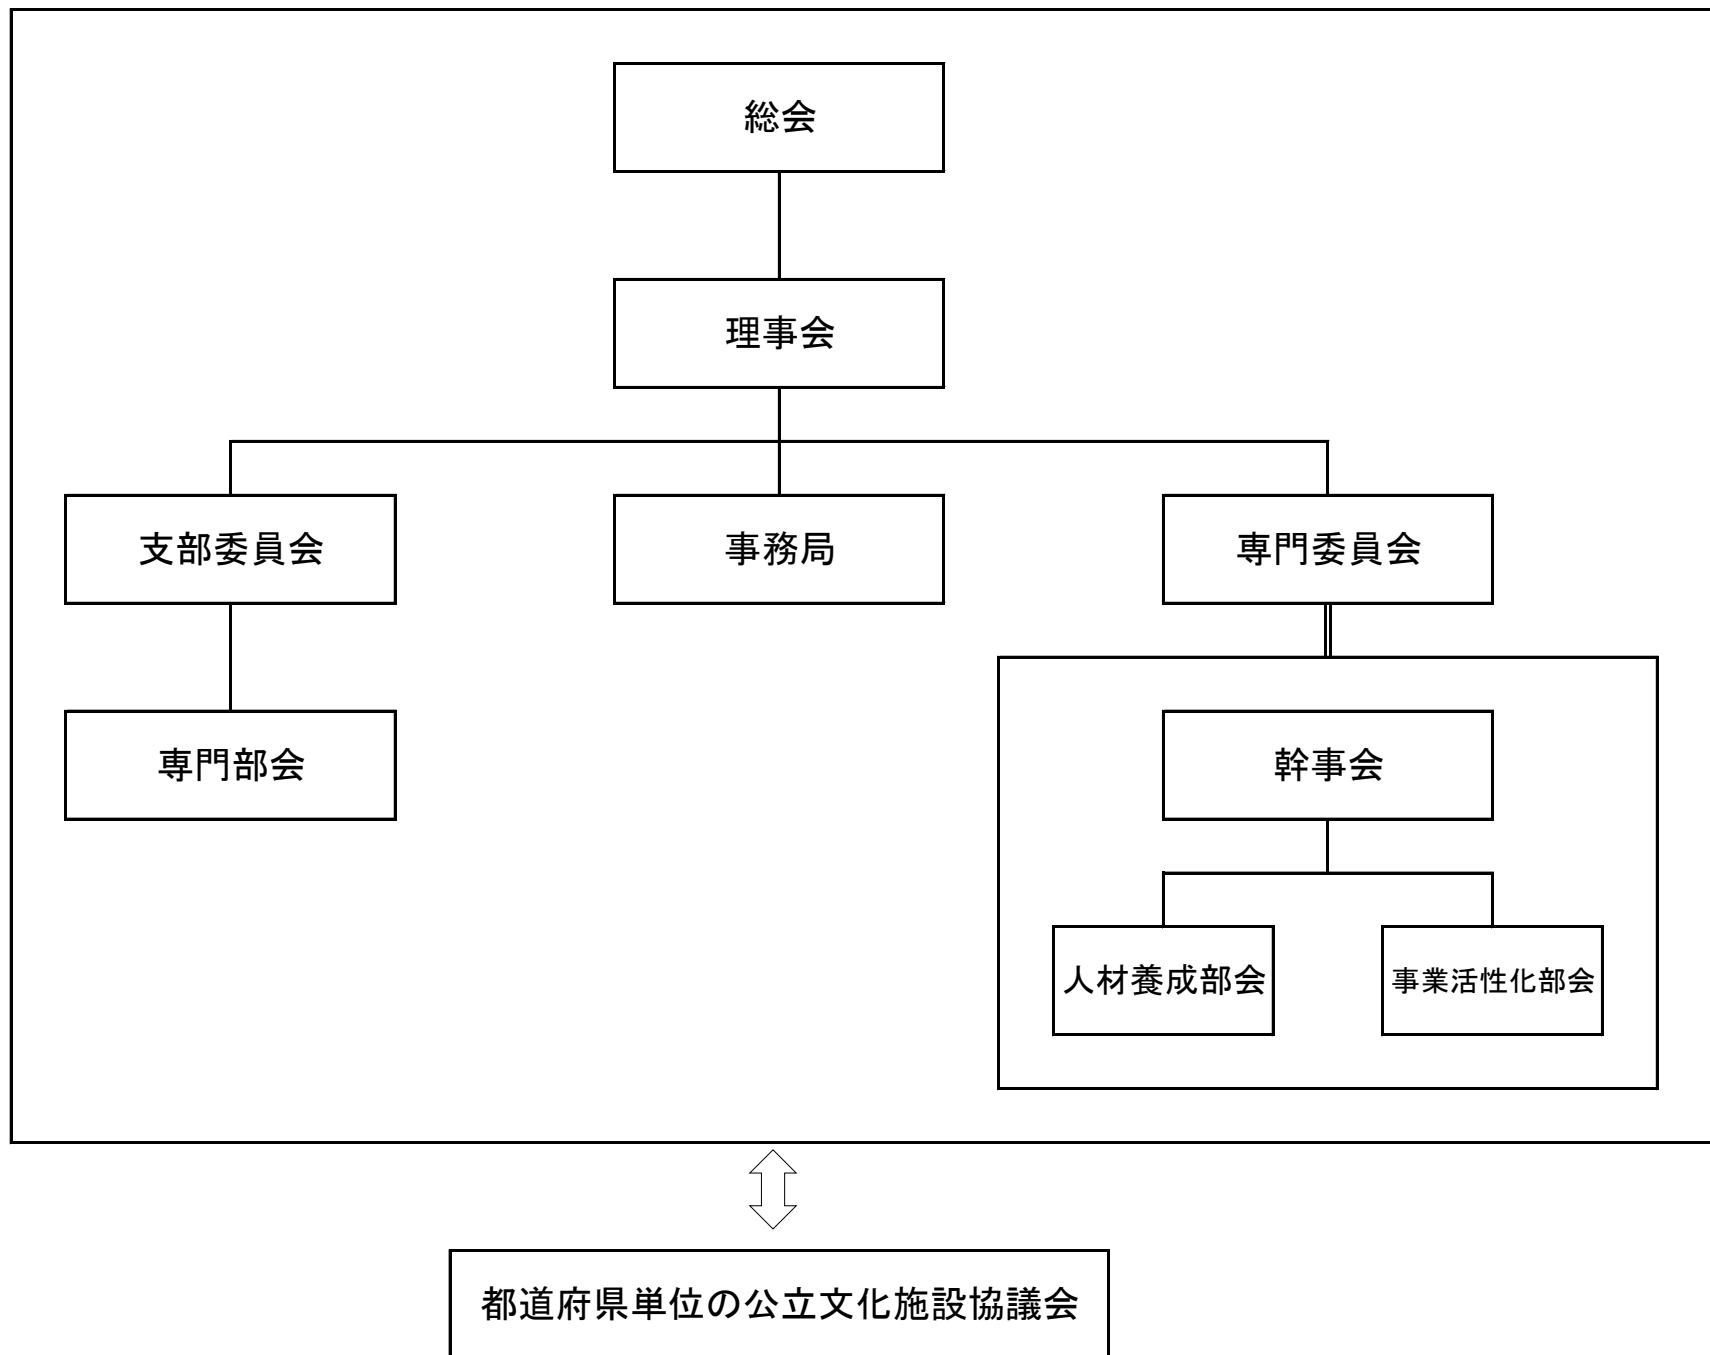 総会
理事会
支部委員会
事務局
専門委員会
専門部会
幹事会
人材養成部会
事業活性化部会
都道府県単位の公立文化施設協議会